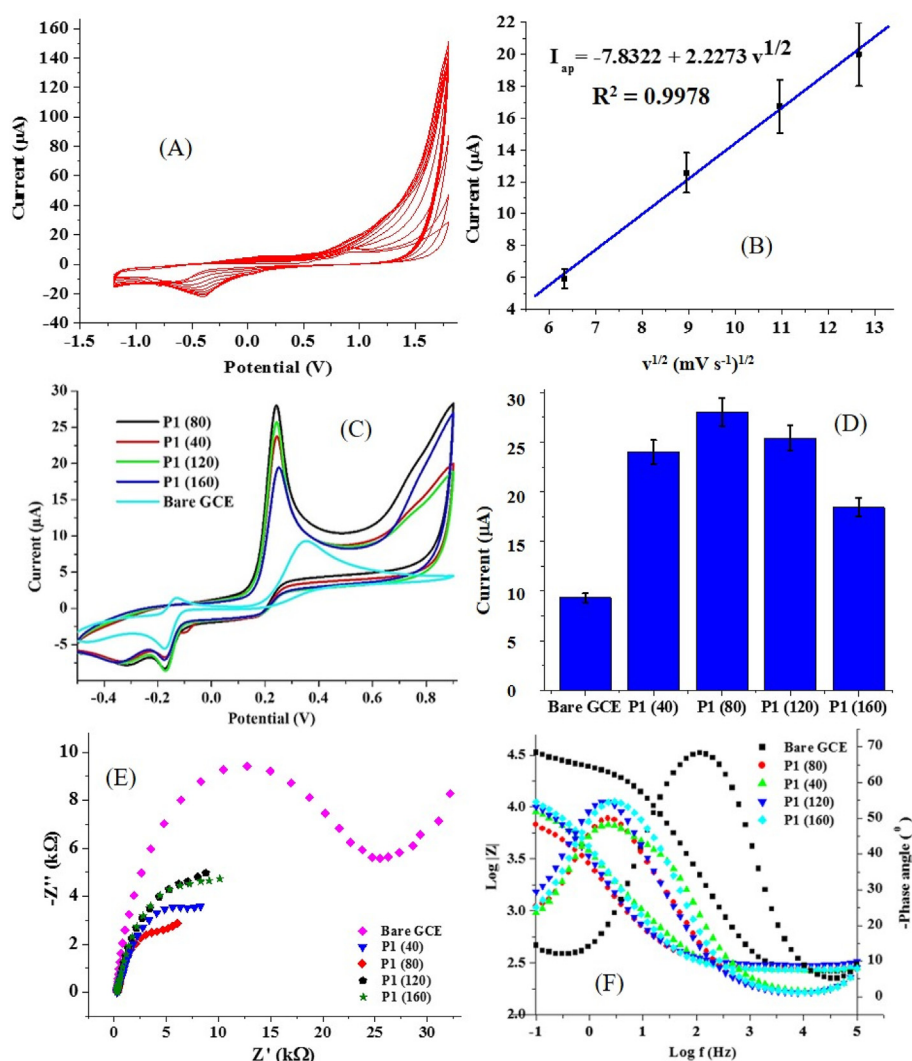 160
140
120
100
80
60
40
20
0
-20
-40
Current (µA)
(A)
-1.5 -1.0 -0.5 0.0 0.5 1.0 1.5
Potential (V)
22
20
18
16
14
12
10
8
6
4
Current (µA)
I ap = -7.8322 + 2.2273 v1/2
R2 = 0.9978
(B)
6 7 8 9 10 11 12 13
v1/2 (mV s-1)1/2
30
25
20
15
10
5
0
-5
Current (µA)
P1 (80)
P1 (40)
P1 (120)
P1 (160)
Bare GCE
(C)
-0.4 -0.2 0.0 0.2 0.4 0.6 0.8
Potential (V)
30
25
30
25
10
5
0
Current (µA)
(D)
Bare GCE P1 (40) P1 (80) P1 (120) P1 (160)
10
8
6
4
2
0
-Z'' (kΩ)
(E)
Bare GCE
P1 (40)
P1 (80)
P1 (120)
P1 (160)
0 5 10 15 20 25 30
Z' (kΩ)
4.5
4.0
3.5
3.0
2.5
2.0
Log |Z|
Bare GCE
P1 (80)
P1 (40)
P1 (120)
P1 (160)
(F)
70
60
50
40
30
20
10
0
-Phase angle (°)
-1 0 1 2 3 4 5
Log f (Hz)